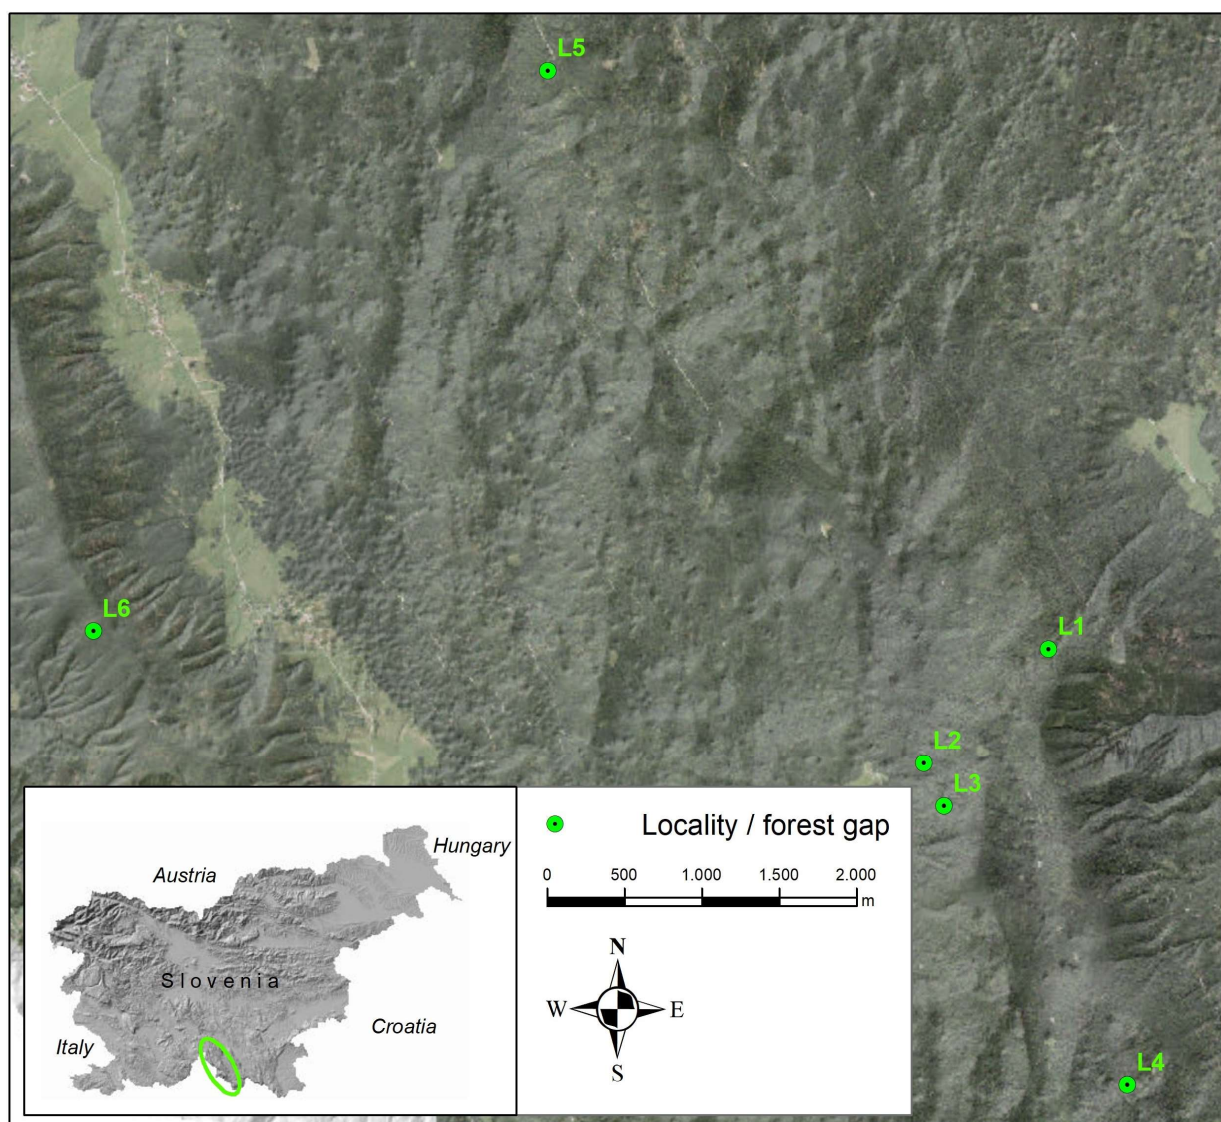 L5
L6
L1
L2
L3
L4
Locality / forest gap
0 500 1.000 1.500 2.000
m
N
W E
S
Hungary
Austria
Slovenia
Croatia
Italy